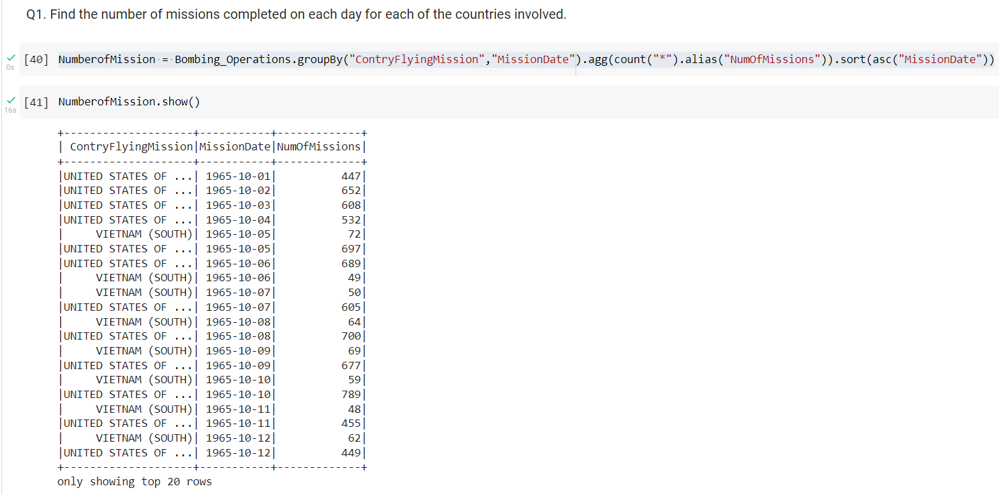 Q1. Find the number of missions completed on each day for each of the countries involved.
0s
[40] NumberofMission = Bombing_Operations.groupBy("ContryFlyingMission","MissionDate").agg(count("*").alias("NumOfMissions")).sort(asc("MissionDate"))
16s
[41] NumberofMission.show()
+--------------------+-----------+-------------+
| ContryFlyingMission|MissionDate|NumOfMissions|
+--------------------+-----------+-------------+
|UNITED STATES OF ...| 1965-10-01|          447|
|UNITED STATES OF ...| 1965-10-02|          652|
|UNITED STATES OF ...| 1965-10-03|          608|
|UNITED STATES OF ...| 1965-10-04|          532|
|     VIETNAM (SOUTH)| 1965-10-05|           72|
|UNITED STATES OF ...| 1965-10-05|          697|
|UNITED STATES OF ...| 1965-10-06|          689|
|     VIETNAM (SOUTH)| 1965-10-06|           49|
|     VIETNAM (SOUTH)| 1965-10-07|           50|
|UNITED STATES OF ...| 1965-10-07|          605|
|     VIETNAM (SOUTH)| 1965-10-08|           64|
|UNITED STATES OF ...| 1965-10-08|          700|
|     VIETNAM (SOUTH)| 1965-10-09|           69|
|UNITED STATES OF ...| 1965-10-09|          677|
|     VIETNAM (SOUTH)| 1965-10-10|           59|
|UNITED STATES OF ...| 1965-10-10|          789|
|     VIETNAM (SOUTH)| 1965-10-11|           48|
|UNITED STATES OF ...| 1965-10-11|          455|
|     VIETNAM (SOUTH)| 1965-10-12|           62|
|UNITED STATES OF ...| 1965-10-12|          449|
+--------------------+-----------+-------------+
only showing top 20 rows